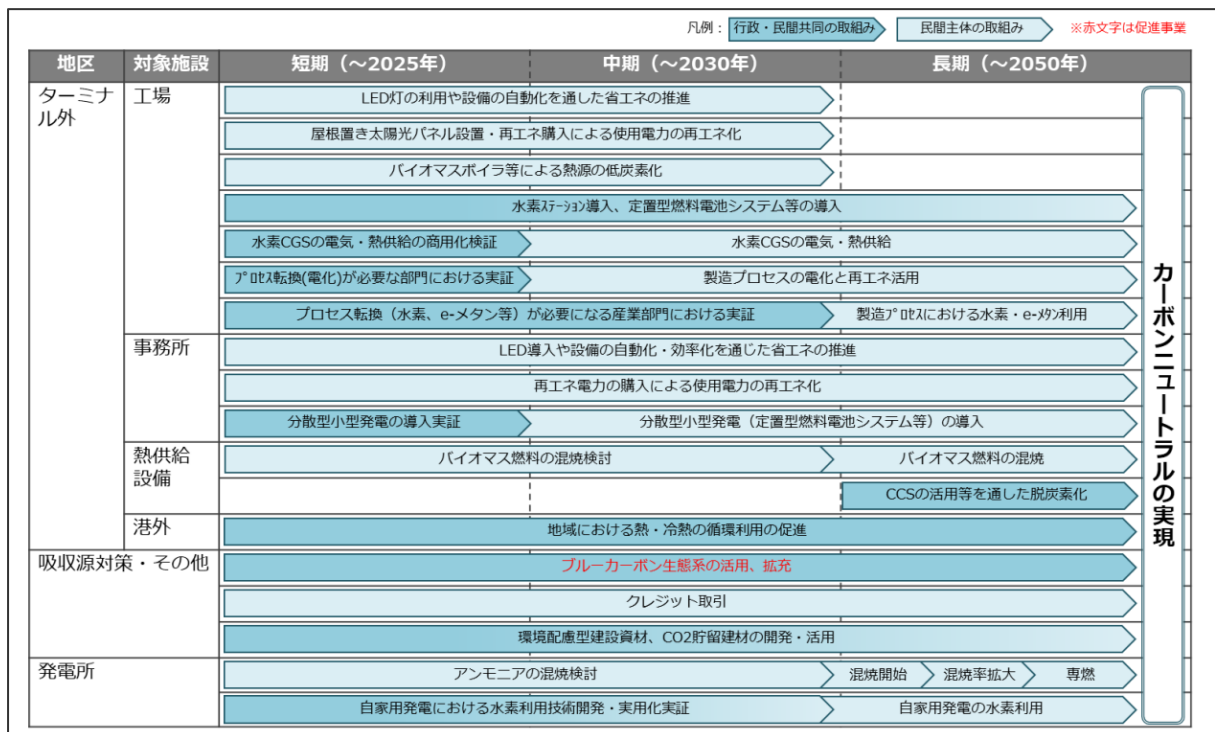 凡例：
行政・民間共同の取組み
民間主体の取組み
※赤文字は促進事業
地区
対象施設
短期（～2025年）
中期（～2030年）
長期（～2050年）
ターミナ
ル外
工場
LED灯の利用や設備の自動化を通した省エネの推進
屋根置き太陽光パネル設置・再エネ購入による使用電力の再エネ化
バイオマスボイラ等による熱源の低炭素化
水素ｽﾃｰｼｮﾝ導入、定置型燃料電池システム等の導入
水素CGSの電気・熱供給の商用化検証
水素CGSの電気・熱供給
ﾌﾟﾛｾｽ転換(電化)が必要な部門における実証
製造プロセスの電化と再エネ活用
プロセス転換（水素、e-メタン等）が必要になる産業部門における実証
製造ﾌﾟﾛｾｽにおける水素・e-ﾒﾀﾝ利用
事務所
LED導入や設備の自動化・効率化を通じた省エネの推進
再エネ電力の購入による使用電力の再エネ化
分散型小型発電の導入実証
分散型小型発電（定置型燃料電池システム等）の導入
熱供給
設備
バイオマス燃料の混焼検討
バイオマス燃料の混焼
CCSの活用等を通した脱炭素化
港外
地域における熱・冷熱の循環利用の促進
吸収源対策・その他
ブルーカーボン生態系の活用、拡充
クレジット取引
環境配慮型建設資材、CO2貯留建材の開発・活用
発電所
アンモニアの混焼検討
混焼開始
混焼率拡大
専燃
自家用発電における水素利用技術開発・実用化実証
自家用発電の水素利用
カーボンニュートラルの実現